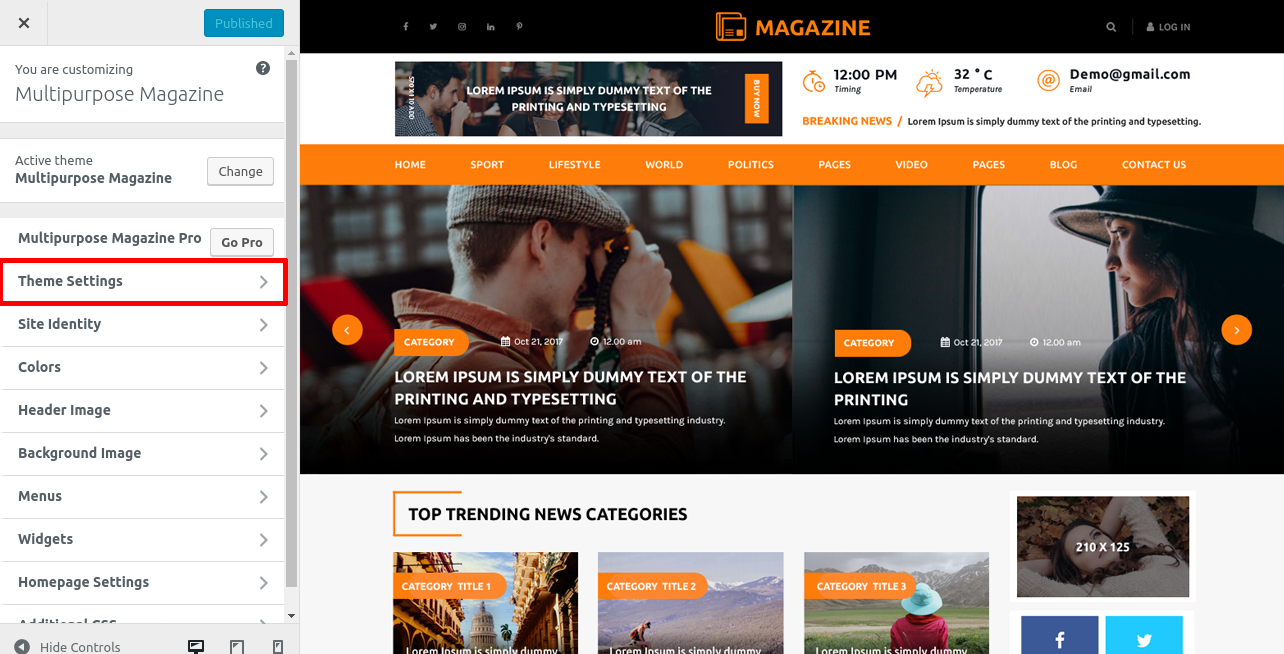 Published
You are customizing
Multipurpose Magazine
Active theme
Multipurpose Magazine
Change
Multipurpose Magazine Pro
Go Pro
Theme Settings
Site Identity
Colors
Header Image
Background Image
Menus
Widgets
Homepage Settings
Additional CSS
Hide Controls
MAGAZINE
LOG IN
LOREM IPSUM IS SIMPLY DUMMY TEXT OF THE
PRINTING AND TYPESETTING
BUY NOW
12:00 PM
Timing
32 ° C
Temperature
Demo@gmail.com
Email
BREAKING NEWS / Lorem Ipsum is simply dummy text of the printing and typesetting.
HOME SPORT LIFESTYLE WORLD POLITICS PAGES VIDEO PAGES BLOG CONTACT US
CATEGORY Oct 21, 2017 12.00 am
LOREM IPSUM IS SIMPLY DUMMY TEXT OF THE
PRINTING AND TYPESETTING
Lorem Ipsum is simply dummy text of the printing and typesetting industry.
Lorem Ipsum has been the industry's standard.
CATEGORY Oct 21, 2017 12.00 am
LOREM IPSUM IS SIMPLY DUMMY TEXT OF THE
PRINTING
Lorem Ipsum is simply dummy text of the printing and typesetting industry.
Lorem Ipsum has been the industry's standard.
TOP TRENDING NEWS CATEGORIES
CATEGORY TITLE 1
Lorem Ipsum is simply dummy
CATEGORY TITLE 2
Lorem Ipsum is simply dummy
CATEGORY TITLE 3
Lorem Ipsum is simply dummy
210 X 125